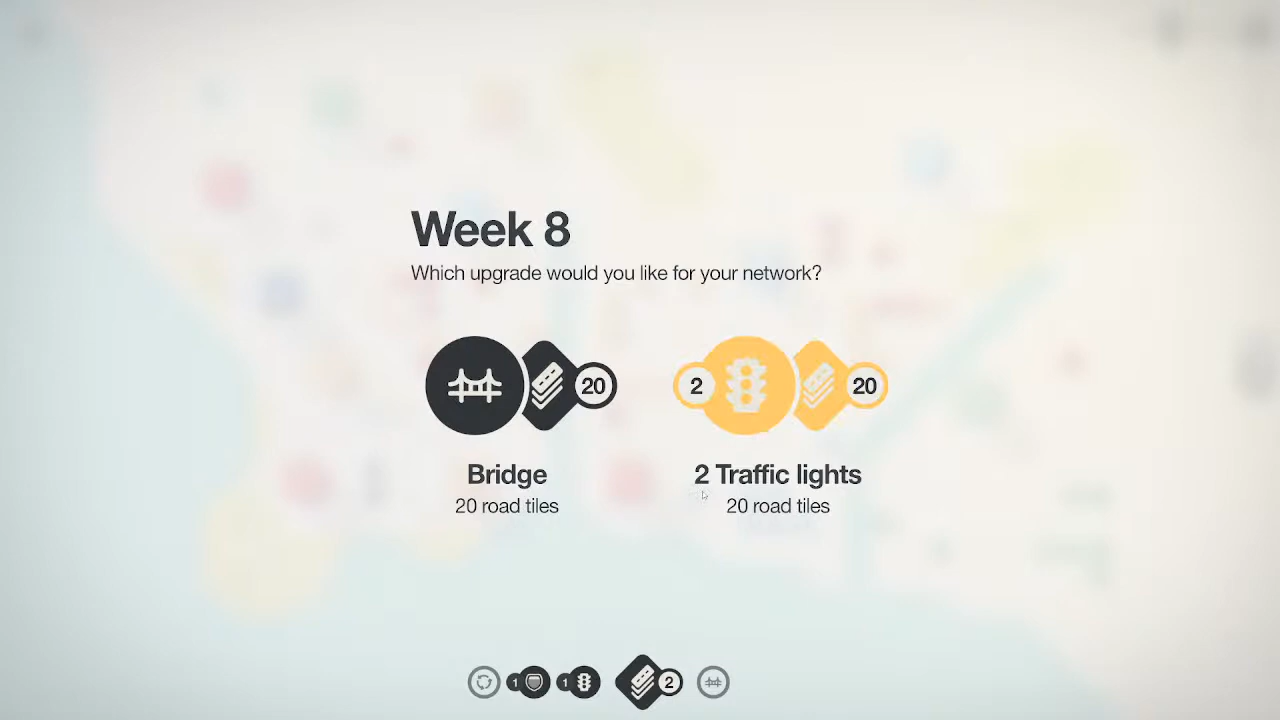 Week 8
Which upgrade would you like for your network?
20
2
20
Bridge
2 Traffic lights
20 road tiles
20 road tiles
1
1
2